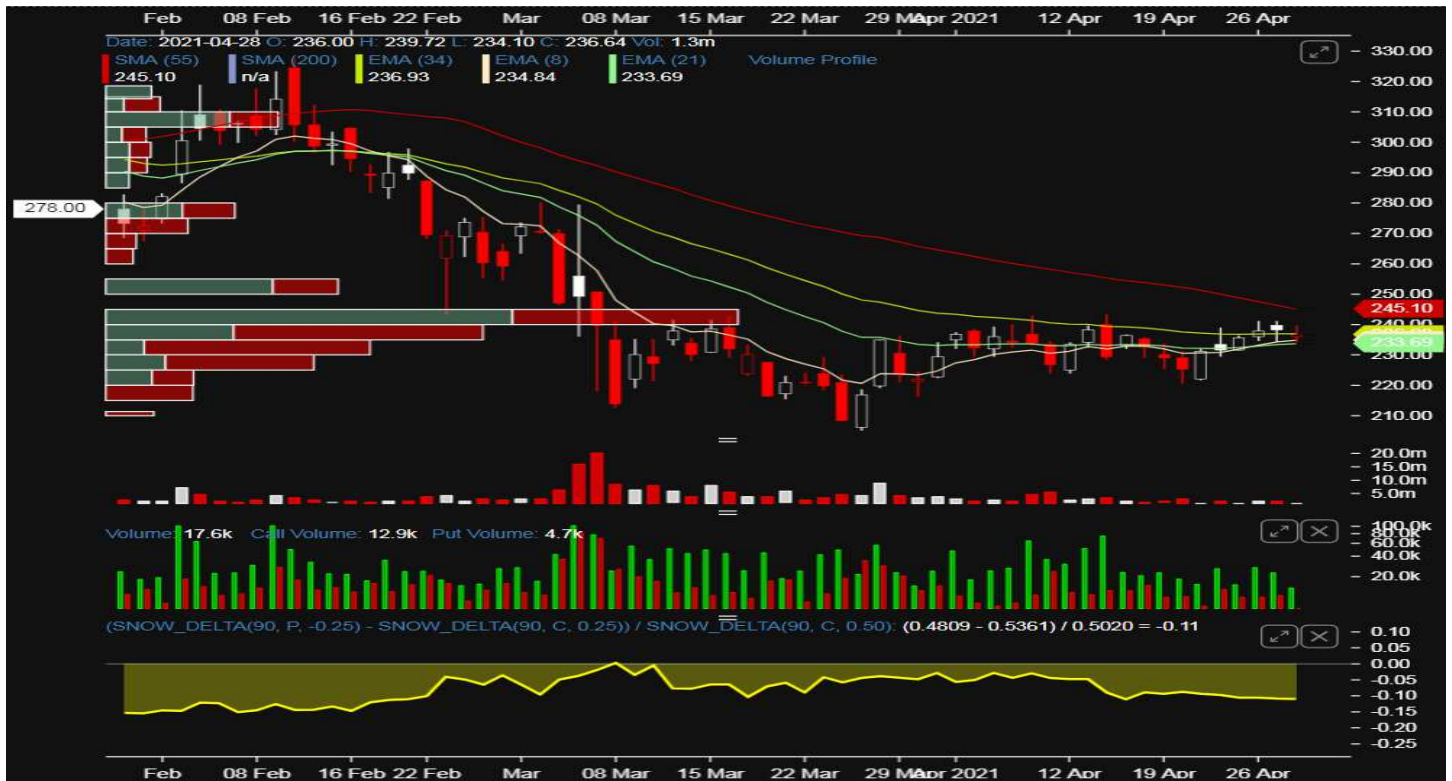 Feb 08 Feb 16 Feb 22 Feb Mar 08 Mar 15 Mar 22 Mar 29 Mar Apr 2021 12 Apr 19 Apr 26 Apr
Date: 2021-04-28 O: 236.00 H: 239.72 L: 234.10 C: 236.64 Vol: 1.3m
SMA (55) SMA (200) EMA (34) EMA (8) EMA (21) Volume Profile
245.10 n/a 236.93 234.84 233.69
330.00
320.00
310.00
300.00
290.00
280.00
278.00
270.00
260.00
250.00
245.10
240.00
233.69
230.00
220.00
210.00
20.0m
15.0m
10.0m
5.0m
Volume: 17.6k Call Volume: 12.9k Put Volume: 4.7k
100.0k
80.0k
60.0k
40.0k
20.0k
(SNOW_DELTA(90, P, -0.25) - SNOW_DELTA(90, C, 0.25)) / SNOW_DELTA(90, C, 0.50): (0.4809 - 0.5361) / 0.5020 = -0.11
0.10
0.05
0.00
-0.05
-0.10
-0.15
-0.20
-0.25
Feb 08 Feb 16 Feb 22 Feb Mar 08 Mar 15 Mar 22 Mar 29 Mar Apr 2021 12 Apr 19 Apr 26 Apr